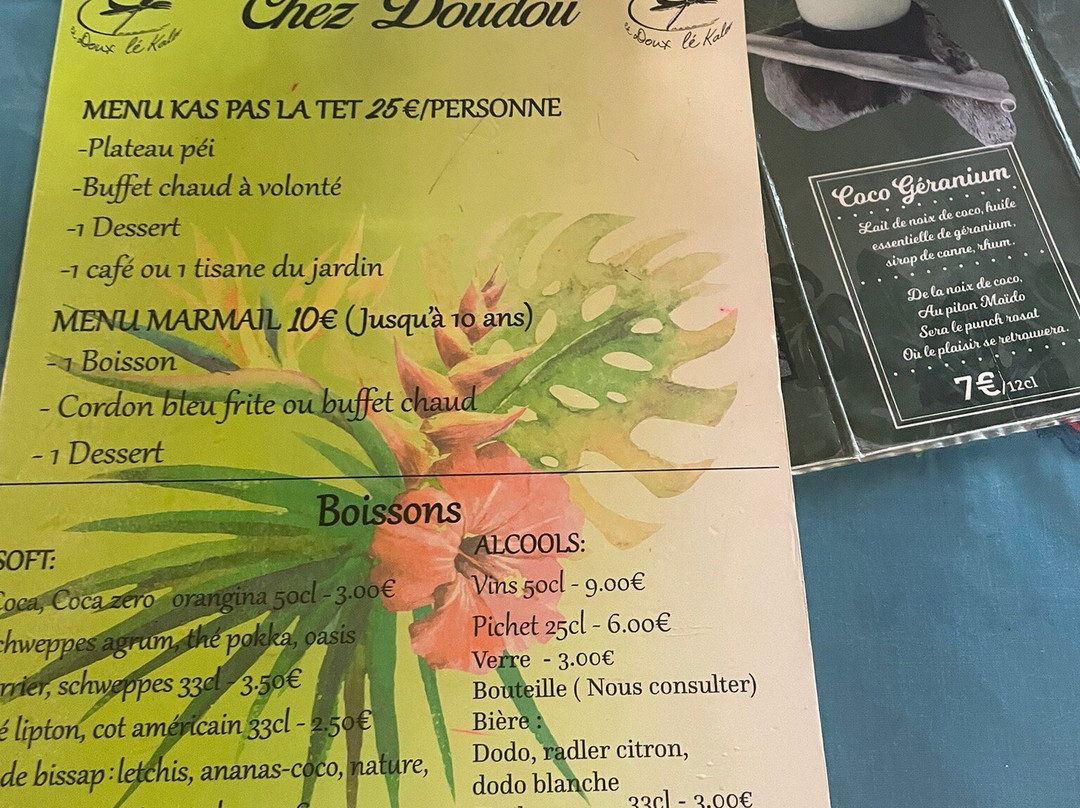 Chez Doudou
Doux lé Kalm
Doux lé Kal
MENU KAS PAS LA TET 25€/PERSONNE
-Plateau péi
-Buffet chaud à volonté
-1 Dessert
-1 café ou 1 tisane du jardin
MENU MARMAIL 10€ (Jusqu'à 10 ans)
- 1 Boisson
- Cordon bleu frite ou buffet chaud
- 1 Dessert
Boissons
SOFT:
Coca, Coca zero orangina 50cl - 3.00€
chweppes agrum, thé pokka, oasis
rrier, schweppes 33cl - 3.50€
é lipton, cot américain 33cl - 2.50€
de bissap : letchis, ananas-coco, nature,
ALCOOLS:
Vins 50cl - 9.00€
Pichet 25cl - 6.00€
Verre - 3.00€
Bouteille ( Nous consulter)
Bière :
Dodo, radler citron,
dodo blanche
33cl - 3.00€
Coco Géranium
Lait de noix de coco, huile
essentielle de géranium,
sirop de canne, rhum.
De la noix de coco,
Au piton Maïdo
Sera le punch rosat
Où le plaisir se retrouvera.
7€/12cl